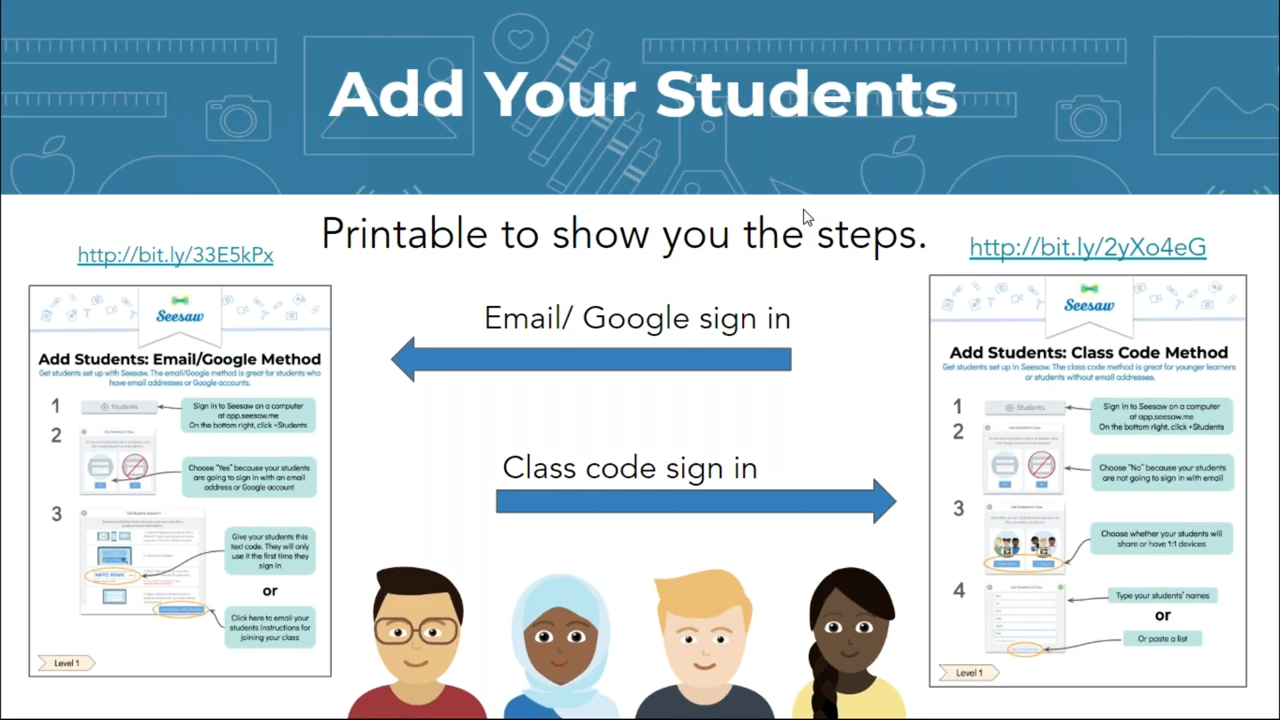 Add Your Students
Printable to show you the steps.
http://bit.ly/33E5kPx
http://bit.ly/2yXo4eG
Email/ Google sign in
Class code sign in
Seesaw
Add Students: Email/Google Method
Get students set up with Seesaw. The email/Google method is great for students who
have email addresses or Google accounts.
1
Students
Sign in to Seesaw on a computer
at app.seesaw.me
On the bottom right, click +Students
2
Choose "Yes" because your students
are going to sign in with an email
address or Google account
3
Give your students this
text code. They will only
use it the first time they
sign in
or
Click here to email your
students instructions for
joining your class
Level 1
Seesaw
Add Students: Class Code Method
Get students set up in Seesaw. The class code method is great for younger learners
or students without email addresses.
1
Students
Sign in to Seesaw on a computer
at app.seesaw.me
On the bottom right, click +Students
2
Choose "No" because your students
are not going to sign in with email
3
Choose whether your students will
share or have 1:1 devices
4
Type your students' names
or
Or paste a list
Level 1